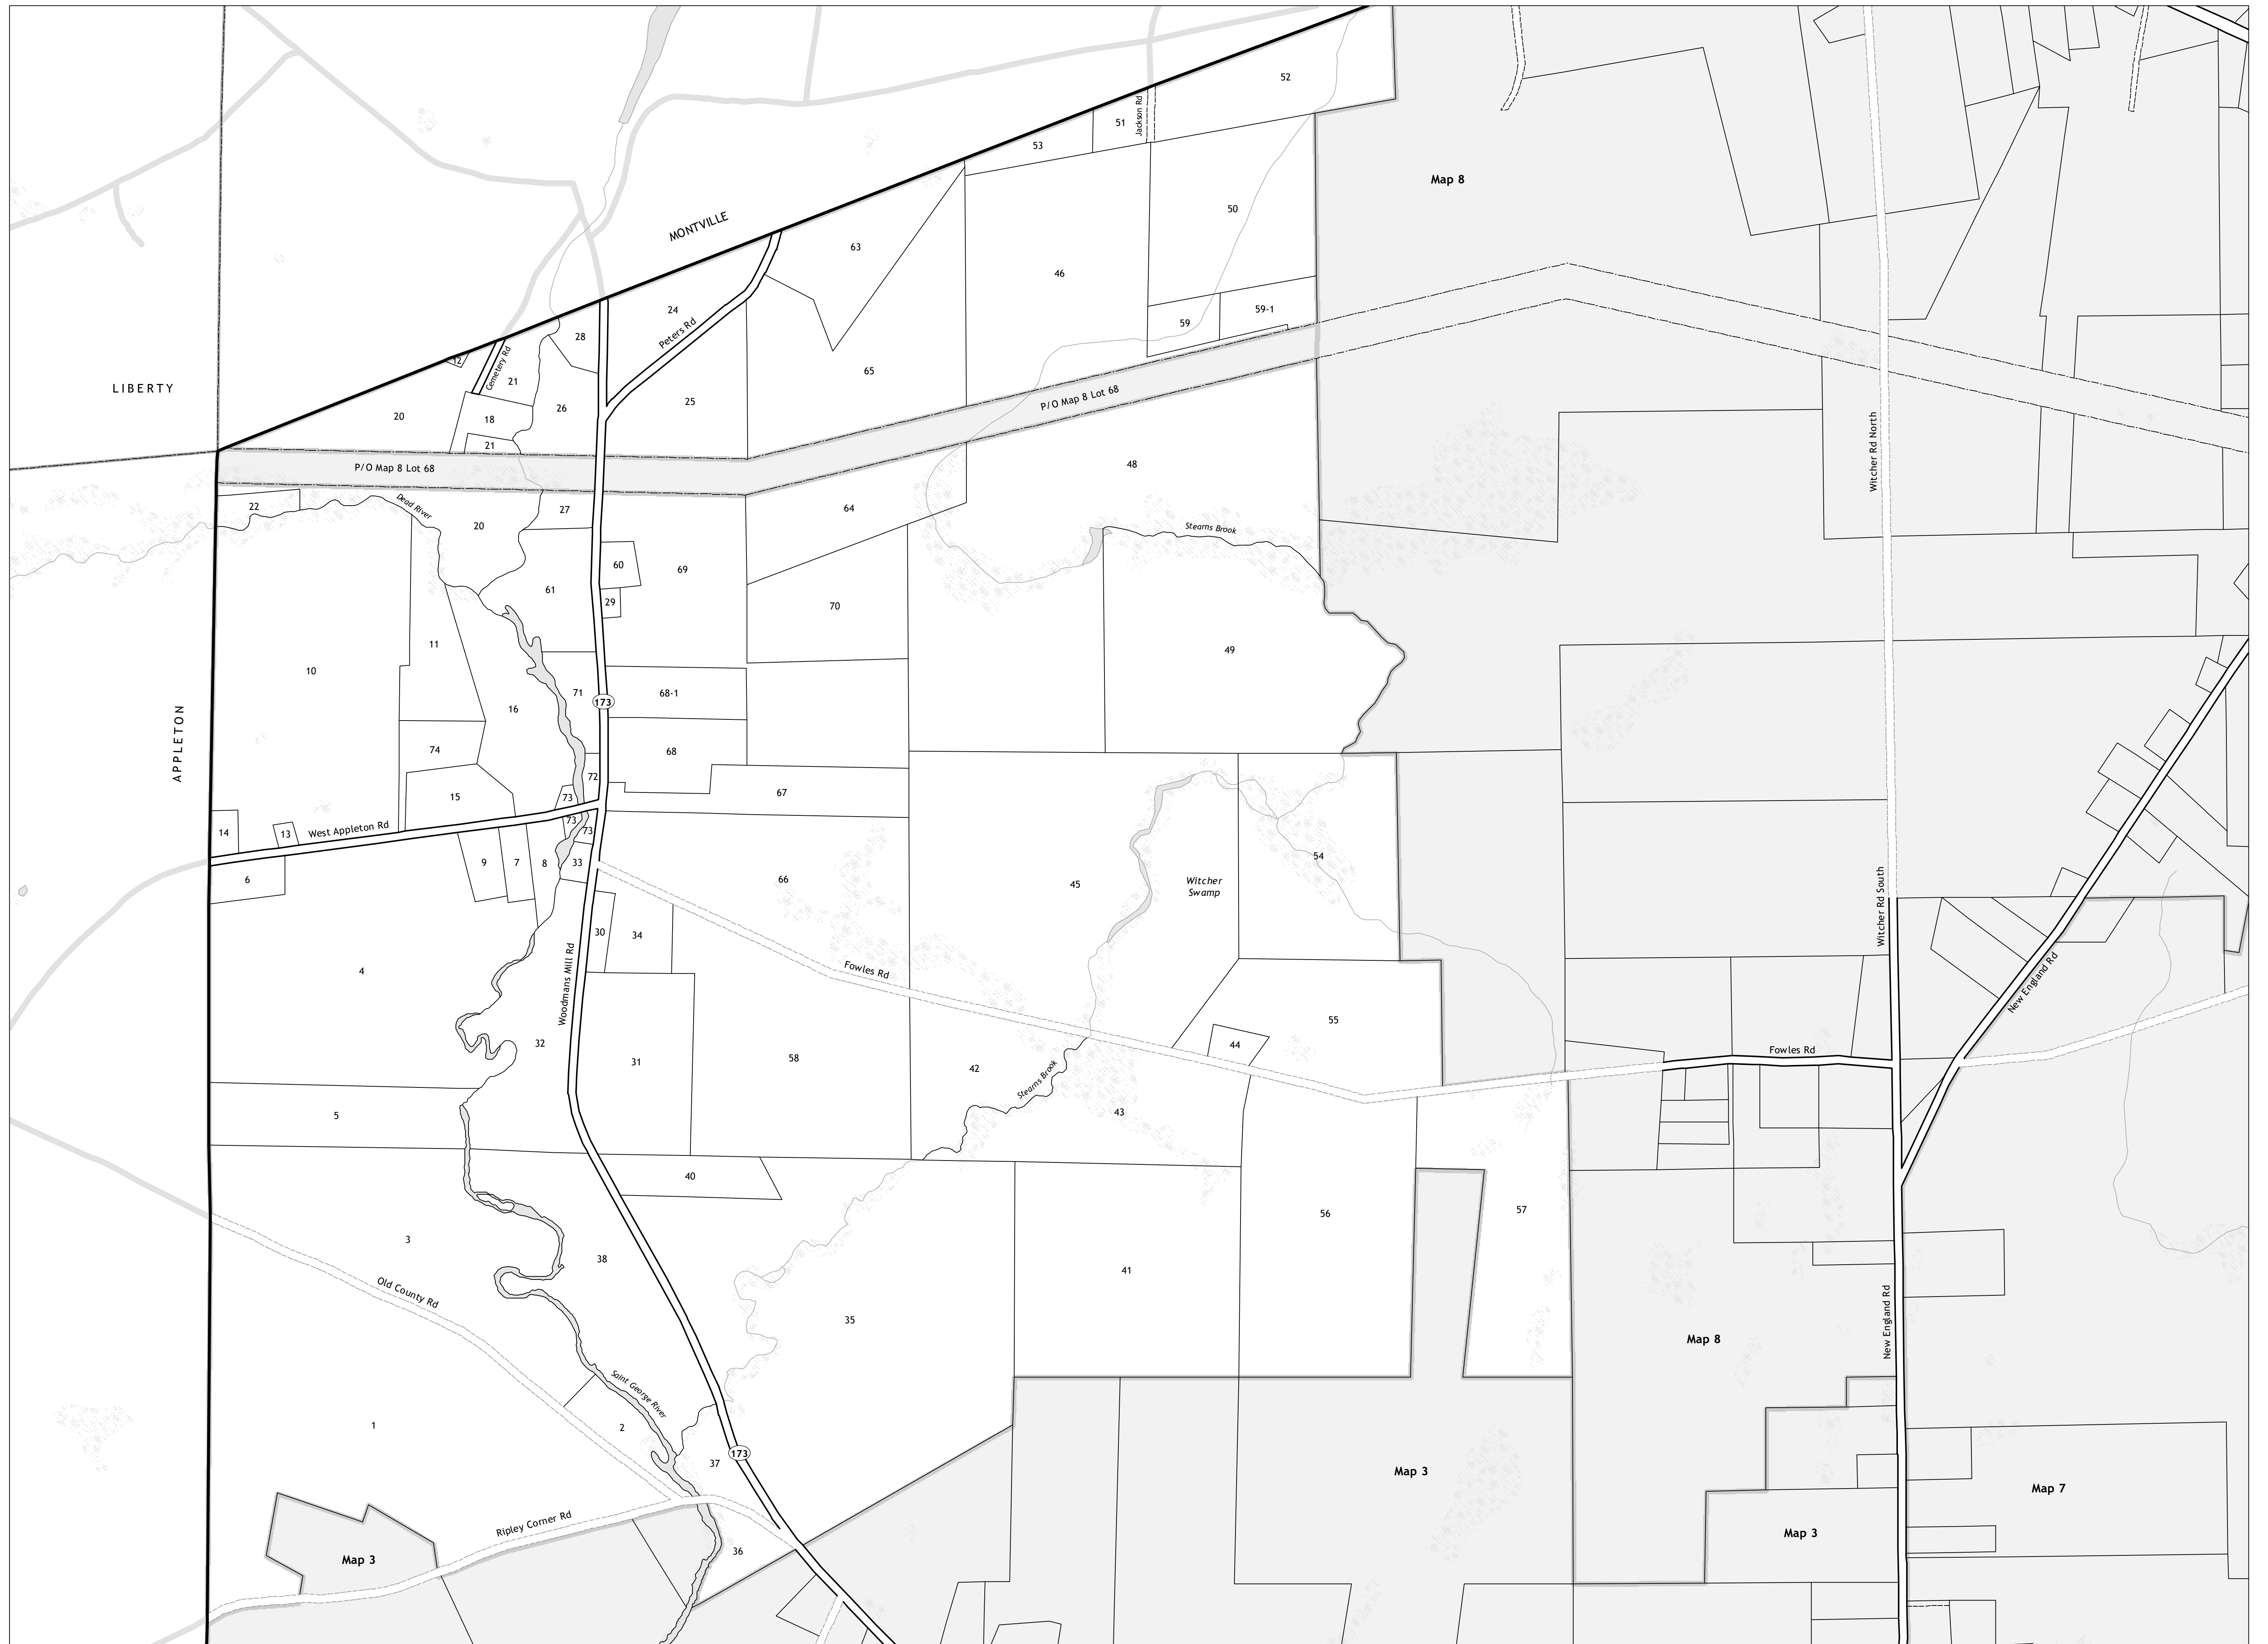 52
51
Jackson Rd
53
Map 8
50
MONTVILLE
63
46
24
59-1
59
Peters Rd
28
12
Cemetery Rd
21
65
LIBERTY
P/O Map 8 Lot 68
25
26
20
18
21
Witcher Rd North
48
P/O Map 8 Lot 68
22
Dead River
27
64
20
Stearns Brook
60
69
61
29
70
11
49
10
68-1
71
173
16
APPLETON
74
68
72
67
15
73
73
73
14
13
West Appleton Rd
54
33
9
7
8
6
66
45
Witcher
Swamp
Witcher Rd South
30
34
4
Fowles Rd
Woodmans Mill Rd
New England Rd
55
32
44
Fowles Rd
31
58
42
Stearns Brook
43
5
40
56
57
3
38
41
Old County Rd
35
New England Rd
Map 8
Saint George River
1
2
173
37
Map 3
Map 7
Ripley Corner Rd
Map 3
36
Map 3